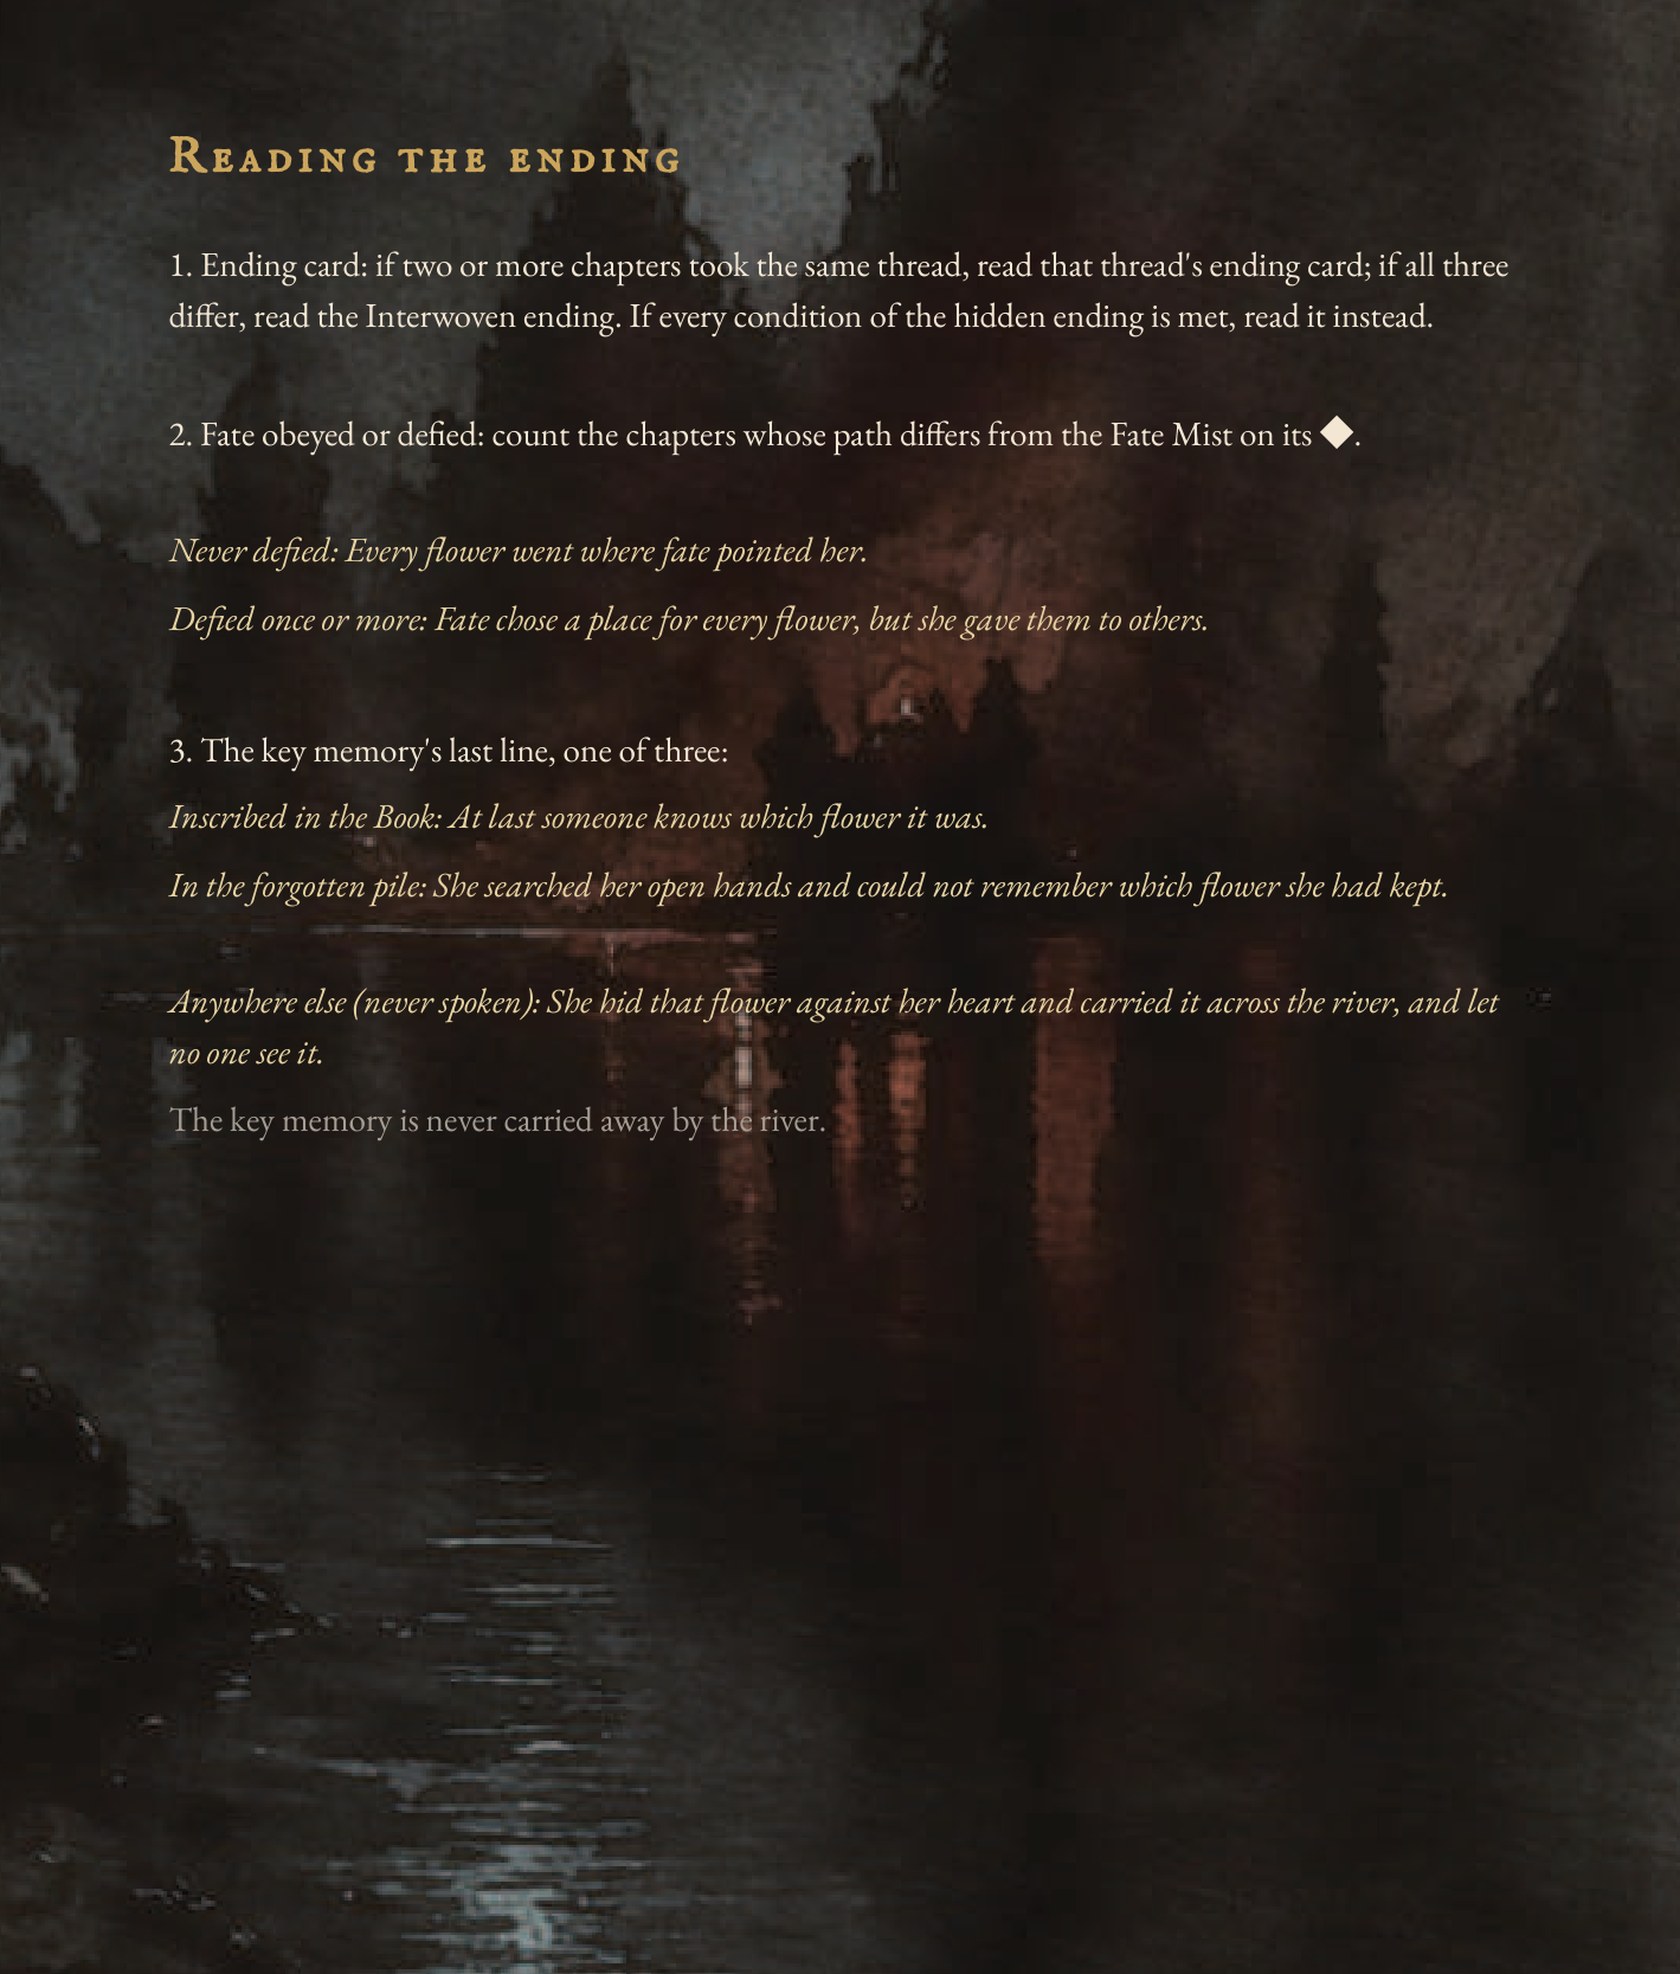 Reading the ending
1. Ending card: if two or more chapters took the same thread, read that thread's ending card; if all three
differ, read the Interwoven ending. If every condition of the hidden ending is met, read it instead.
2. Fate obeyed or defied: count the chapters whose path differs from the Fate Mist on its ◆.
Never defied: Every flower went where fate pointed her.
Defied once or more: Fate chose a place for every flower, but she gave them to others.
3. The key memory's last line, one of three:
Inscribed in the Book: At last someone knows which flower it was.
In the forgotten pile: She searched her open hands and could not remember which flower she had kept.
Anywhere else (never spoken): She hid that flower against her heart and carried it across the river, and let
no one see it.
The key memory is never carried away by the river.